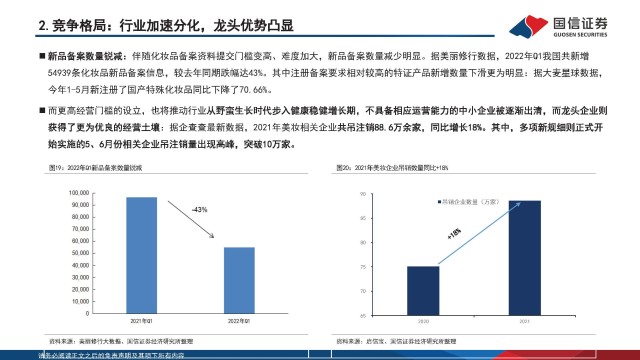 2. 竞争格局：行业加速分化，龙头优势凸显
国信证券
GUOSEN SECURITIES
■新品备案数量锐减：伴随化妆品备案资料提交门槛变高、难度加大，新品备案数量减少明显。据美丽修行数据，2022年Q1我国共新增
54939条化妆品新品备案信息，较去年同期跌幅达43%。其中注册备案要求相对较高的特证产品新增数量下滑更为明显：据大麦星球数据，
今年1-5月新注册了国产特殊化妆品同比下降了70.66%。
■而更高经营门槛的设立，也将推动行业从野蛮生长时代步入健康稳健增长期，不具备相应运营能力的中小企业被逐渐出清，而龙头企业则
获得了更为优良的经营土壤：据企查查最新数据，2021年美妆相关企业共吊注销88.6万余家，同比增长18%。其中，多项新规细则正式开
始实施的5、6月份相关企业吊注销量出现高峰，突破10万家。
图19：2022年Q1新品备案数量锐减
图20：2021年美妆企业吊销数量同比+18%
100,000
90,000
80,000
70,000
60,000
50,000
40,000
30,000
20,000
10,000
0
-43%
2021年Q1
2022年Q1
90
85
80
75
70
65
■吊销企业数量（万家）
+18%
2020
2021
资料来源：美丽修行大数据、国信证券经济研究所整理
资料来源：启信宝、国信证券经济研究所整理
请务必阅读正文之后的免责声明及其项下所有内容